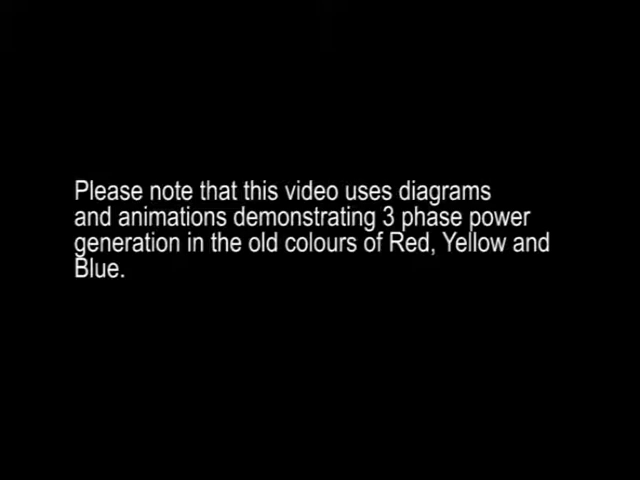 Please note that this video uses diagrams
and animations demonstrating 3 phase power
generation in the old colours of Red, Yellow and
Blue.